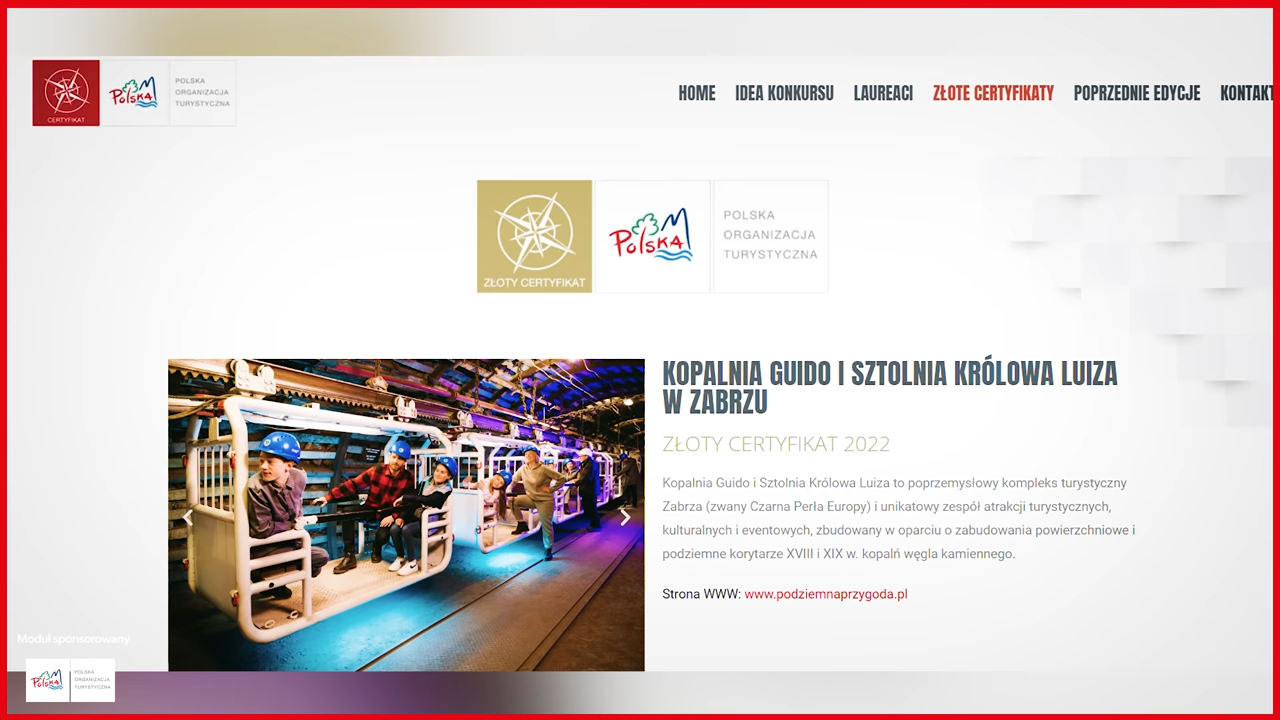 CERTYFIKAT
Polska
POLSKA
ORGANIZACJA
TURYSTYCZNA
HOME IDEA KONKURSU LAUREACI ZŁOTE CERTYFIKATY POPRZEDNIE EDYCJE KONTAKT
ZŁOTY CERTYFIKAT
Polska
POLSKA
ORGANIZACJA
TURYSTYCZNA
KOPALNIA GUIDO I SZTOLNIA KRÓLOWA LUIZA
W ZABRZU
ZŁOTY CERTYFIKAT 2022
Kopalnia Guido i Sztolnia Królowa Luiza to poprzemysłowy kompleks turystyczny
Zabrza (zwany Czarna Perła Europy) i unikatowy zespół atrakcji turystycznych,
kulturalnych i eventowych, zbudowany w oparciu o zabudowania powierzchniowe i
podziemne korytarze XVIII i XIX w. kopalń węgla kamiennego.
Strona WWW: www.podziemnaprzygoda.pl
Moduł sponsorowany
Polska
POLSKA
ORGANIZACJA
TURYSTYCZNA